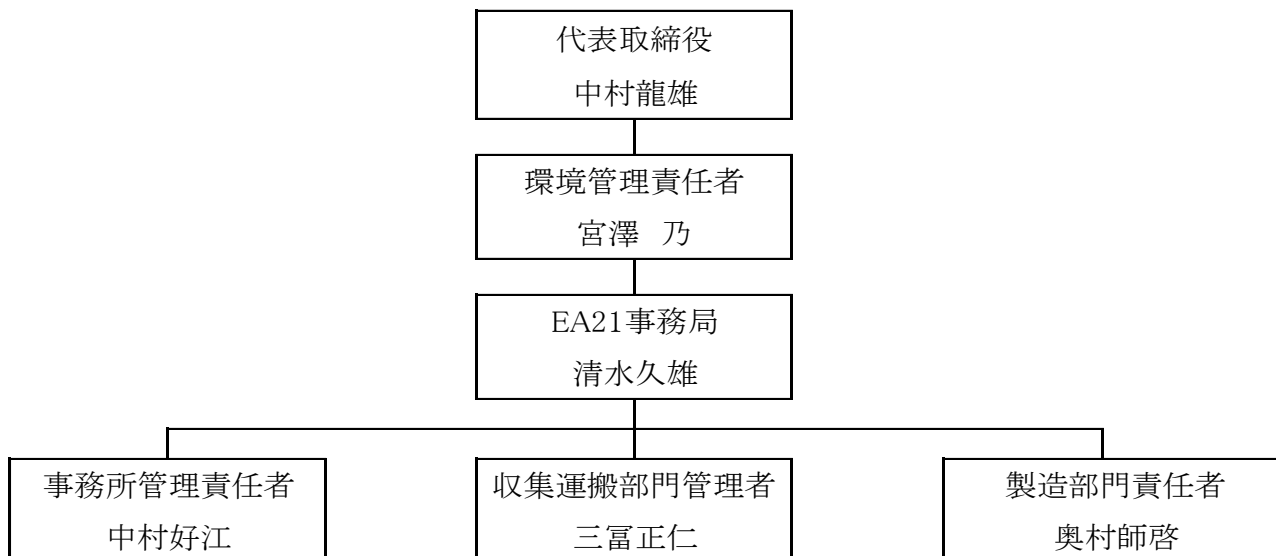 代表取締役
中村龍雄
環境管理責任者
宮澤 乃
EA21事務局
清水久雄
事務所管理責任者
中村好江
収集運搬部門管理者
三冨正仁
製造部門責任者
奥村師啓